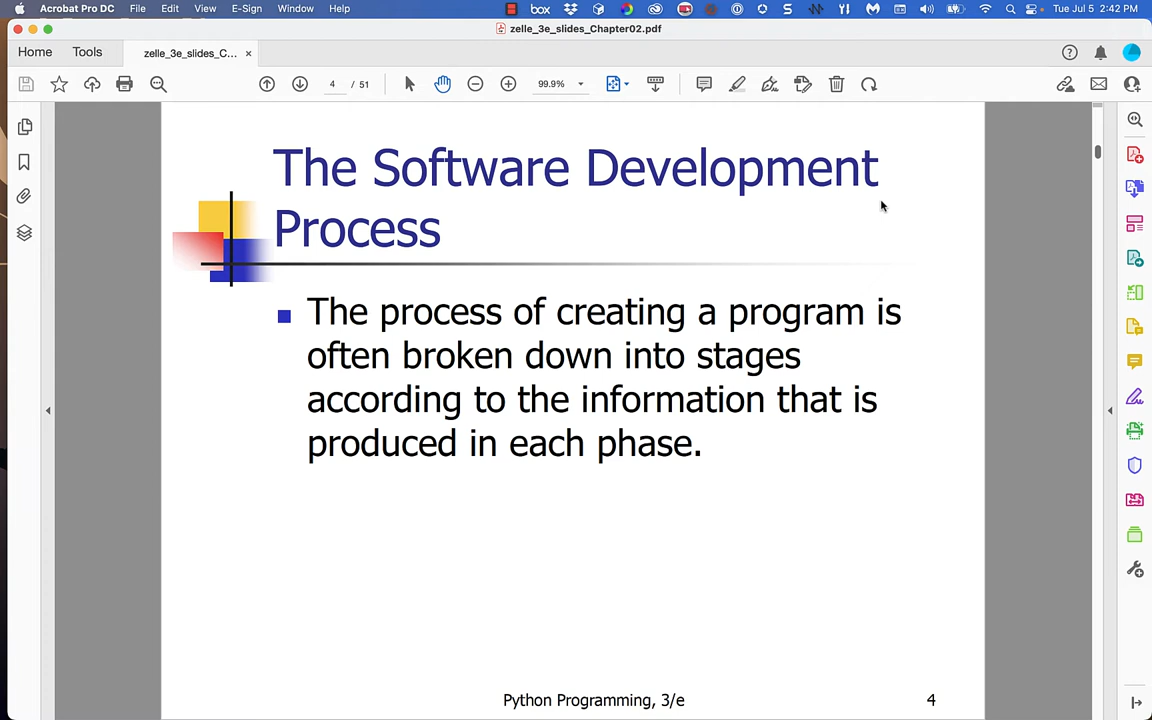 Acrobat Pro DC File Edit View E-Sign Window Help box Tue Jul 5 2:42 PM
zelle_3e_slides_Chapter02.pdf
Home Tools zelle_3e_slides_C... ×
4 / 51 99.9%
The Software Development
Process
The process of creating a program is
often broken down into stages
according to the information that is
produced in each phase.
Python Programming, 3/e 4